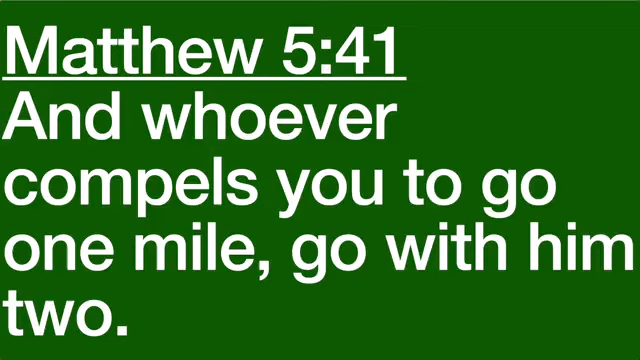 Matthew 5:41
And whoever
compels you to go
one mile, go with him
two.